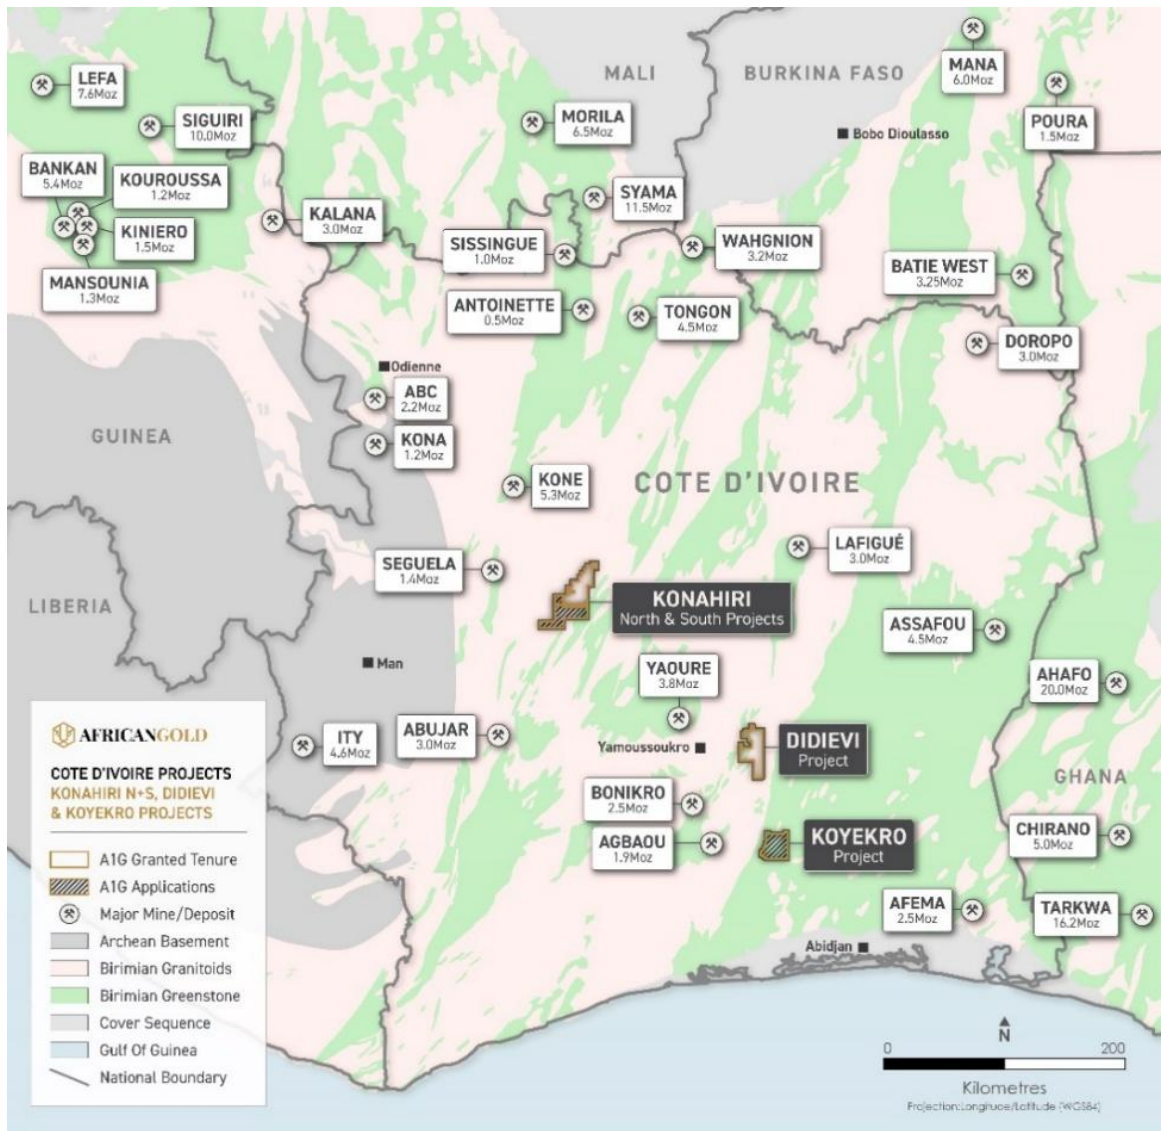 MALI
BURKINA FASO
MANA
6.0Moz
LEFA
7.6Moz
SIGUIRI
10.0Moz
MORILA
6.5Moz
Bobo Dioulasso
POURA
1.5Moz
BANKAN
5.4Moz
KOUROUSSA
1.2Moz
KINIERO
1.5Moz
MANSOUNIA
1.3Moz
KALANA
3.0Moz
SYAMA
11.5Moz
SISSINGUE
1.0Moz
WAHGNION
3.2Moz
BATIE WEST
3.25Moz
ANTOINETTE
0.5Moz
TONGON
4.5Moz
DOROPO
3.0Moz
Odienne
ABC
2.2Moz
GUINEA
KONA
1.2Moz
KONE
5.3Moz
COTE D'IVOIRE
LAFIGUÉ
3.0Moz
SEGUELA
1.4Moz
LIBERIA
KONAHIRI
North & South Projects
ASSAFOU
4.5Moz
Man
YAOURE
3.8Moz
AHAFO
20.0Moz
ITY
4.6Moz
ABUJAR
3.0Moz
Yamoussoukro
DIDIEVI
Project
GHANA
BONIKRO
2.5Moz
AGBAOU
1.9Moz
KOYEKRO
Project
CHIRANO
5.0Moz
AFEMA
2.5Moz
TARKWA
16.2Moz
Abidjan
AFRICANGOLD
COTE D'IVOIRE PROJECTS
KONAHIRI N+S, DIDIEVI
& KOYEKRO PROJECTS
A1G Granted Tenure
A1G Applications
Major Mine/Deposit
Archean Basement
Birimian Granitoids
Birimian Greenstone
Cover Sequence
Gulf Of Guinea
National Boundary
N
0 200
Kilometres
Projection:Longitude/Latitude (WGS84)